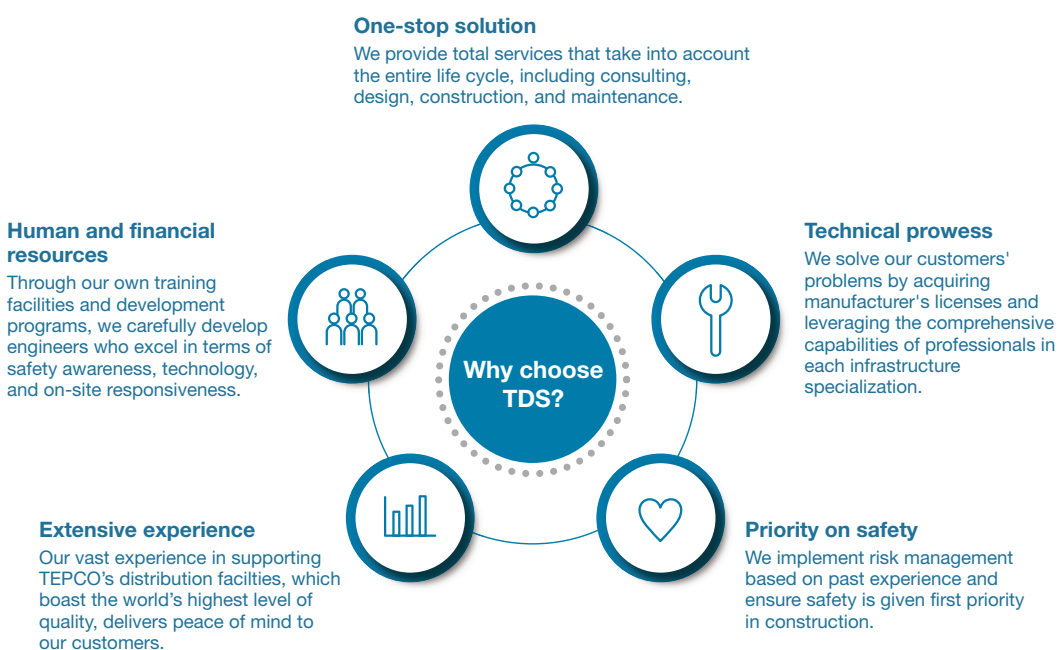 One-stop solution
We provide total services that take into account
the entire life cycle, including consulting,
design, construction, and maintenance.
Human and financial
resources
Through our own training
facilities and development
programs, we carefully develop
engineers who excel in terms of
safety awareness, technology,
and on-site responsiveness.
Technical prowess
We solve our customers'
problems by acquiring
manufacturer's licenses and
leveraging the comprehensive
capabilities of professionals in
each infrastructure
specialization.
Why choose
TDS?
Extensive experience
Our vast experience in supporting
TEPCO’s distribution facilties, which
boast the world’s highest level of
quality, delivers peace of mind to
our customers.
Priority on safety
We implement risk management
based on past experience and
ensure safety is given first priority
in construction.